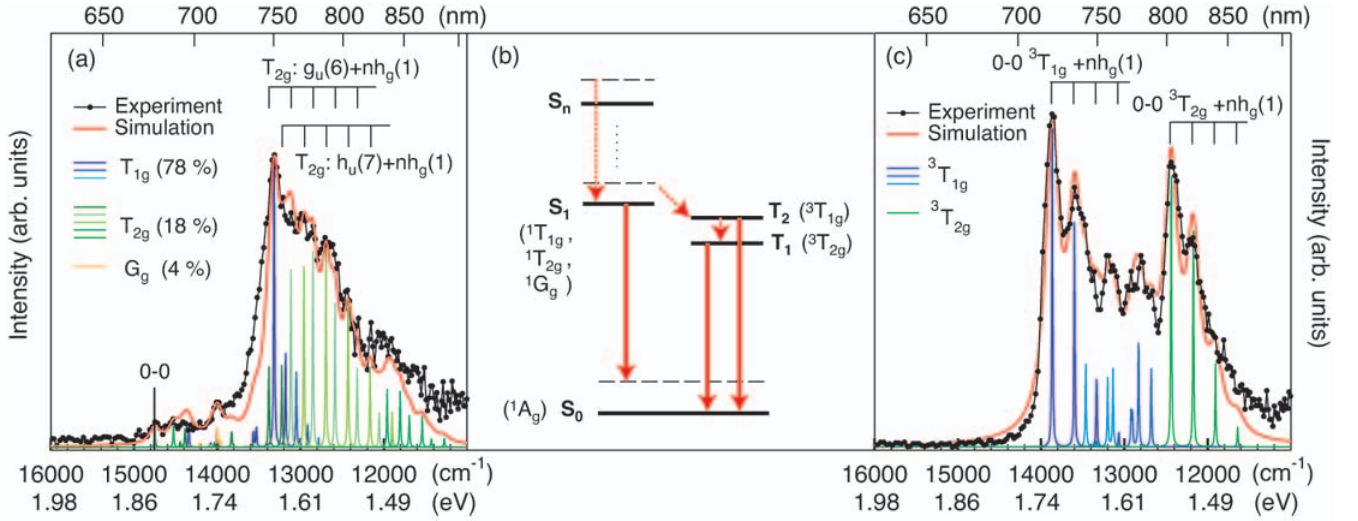 650 700 750 800 850 (nm)
(a)
T2g: gu(6)+nhg(1)
Experiment
Simulation
T2g: hu(7)+nhg(1)
T1g (78 %)
T2g (18 %)
Gg (4 %)
0-0
Intensity (arb. units)
16000 15000 14000 13000 12000 (cm-1)
1.98 1.86 1.74 1.61 1.49 (eV)
(b)
Sn
S1
(1T1g ,
1T2g ,
1Gg )
T2 (3T1g)
T1 (3T2g)
(1Ag) S0
650 700 750 800 850 (nm)
(c)
0-0 3T1g +nhg(1)
0-0 3T2g +nhg(1)
Experiment
Simulation
3T1g
3T2g
Intensity (arb. units)
16000 15000 14000 13000 12000 (cm-1)
1.98 1.86 1.74 1.61 1.49 (eV)